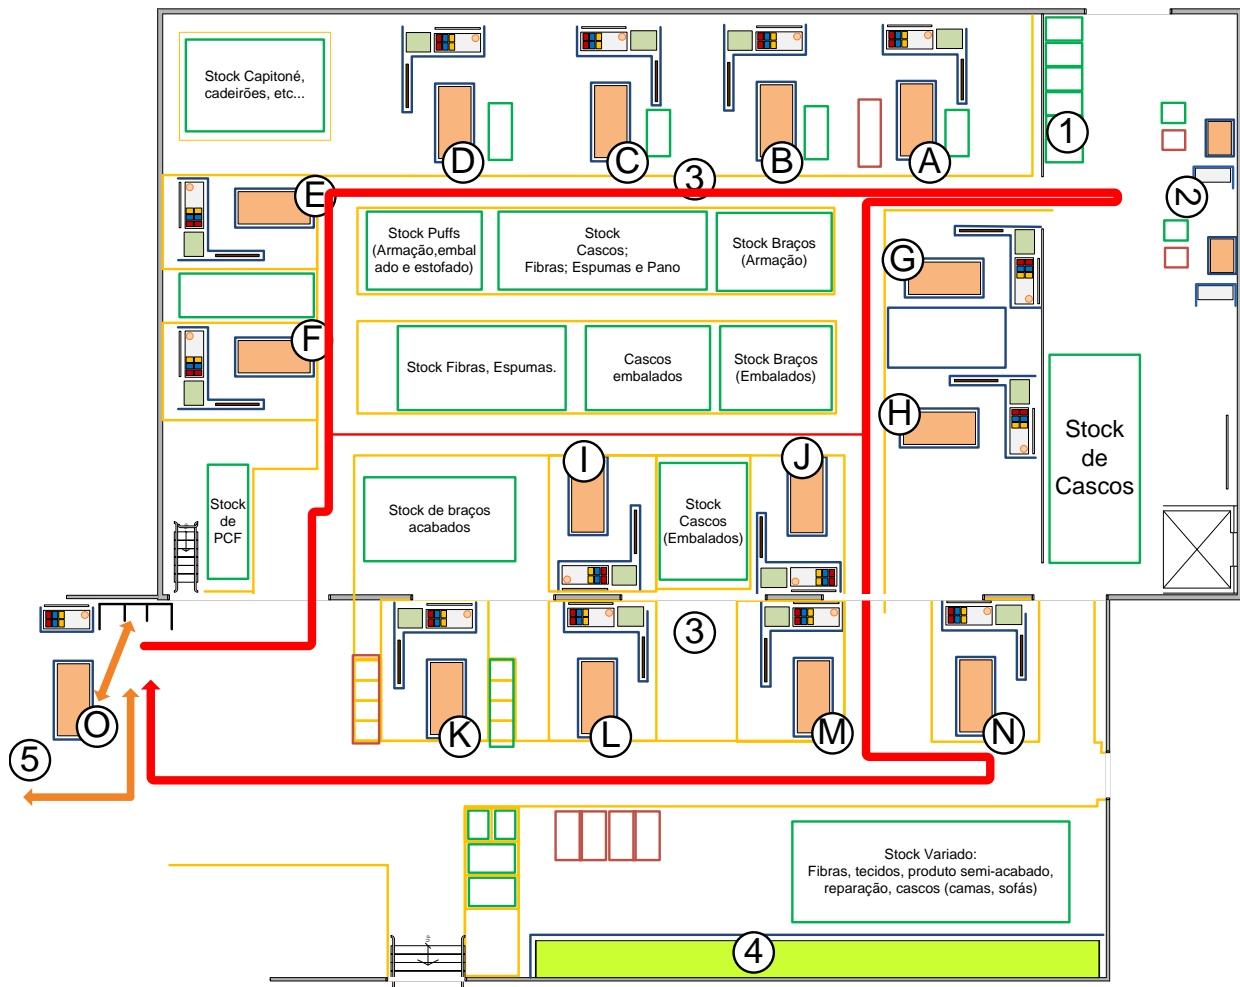 Stock Capitoné,
cadeirões, etc...
D
C
B
A
1
2
3
E
Stock Puffs
(Armação,embal
ado e estofado)
Stock
Cascos;
Fibras; Espumas e Pano
Stock Braços
(Armação)
G
F
Stock Fibras, Espumas.
Cascos
embalados
Stock Braços
(Embalados)
H
Stock
de
Cascos
I
J
Stock
de
PCF
Stock de braços
acabados
Stock
Cascos
(Embalados)
3
K
L
M
N
O
5
Stock Variado:
Fibras, tecidos, produto semi-acabado,
reparação, cascos (camas, sofás)
UP
4